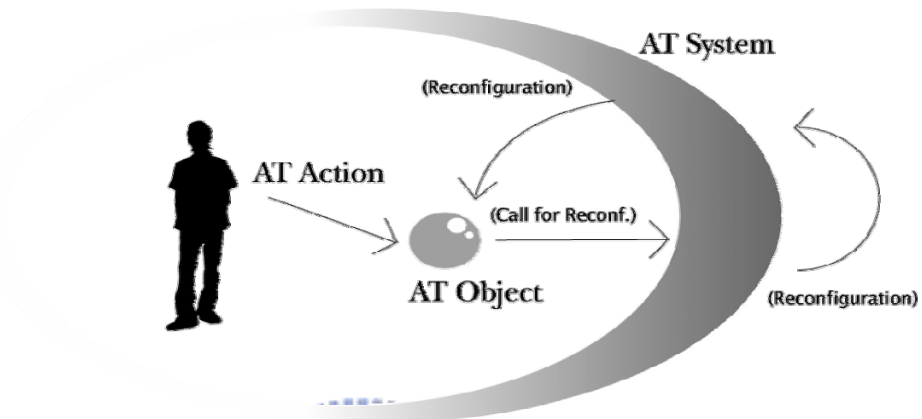 AT System
(Reconfiguration)
AT Action
(Call for Reconf.)
AT Object
(Reconfiguration)